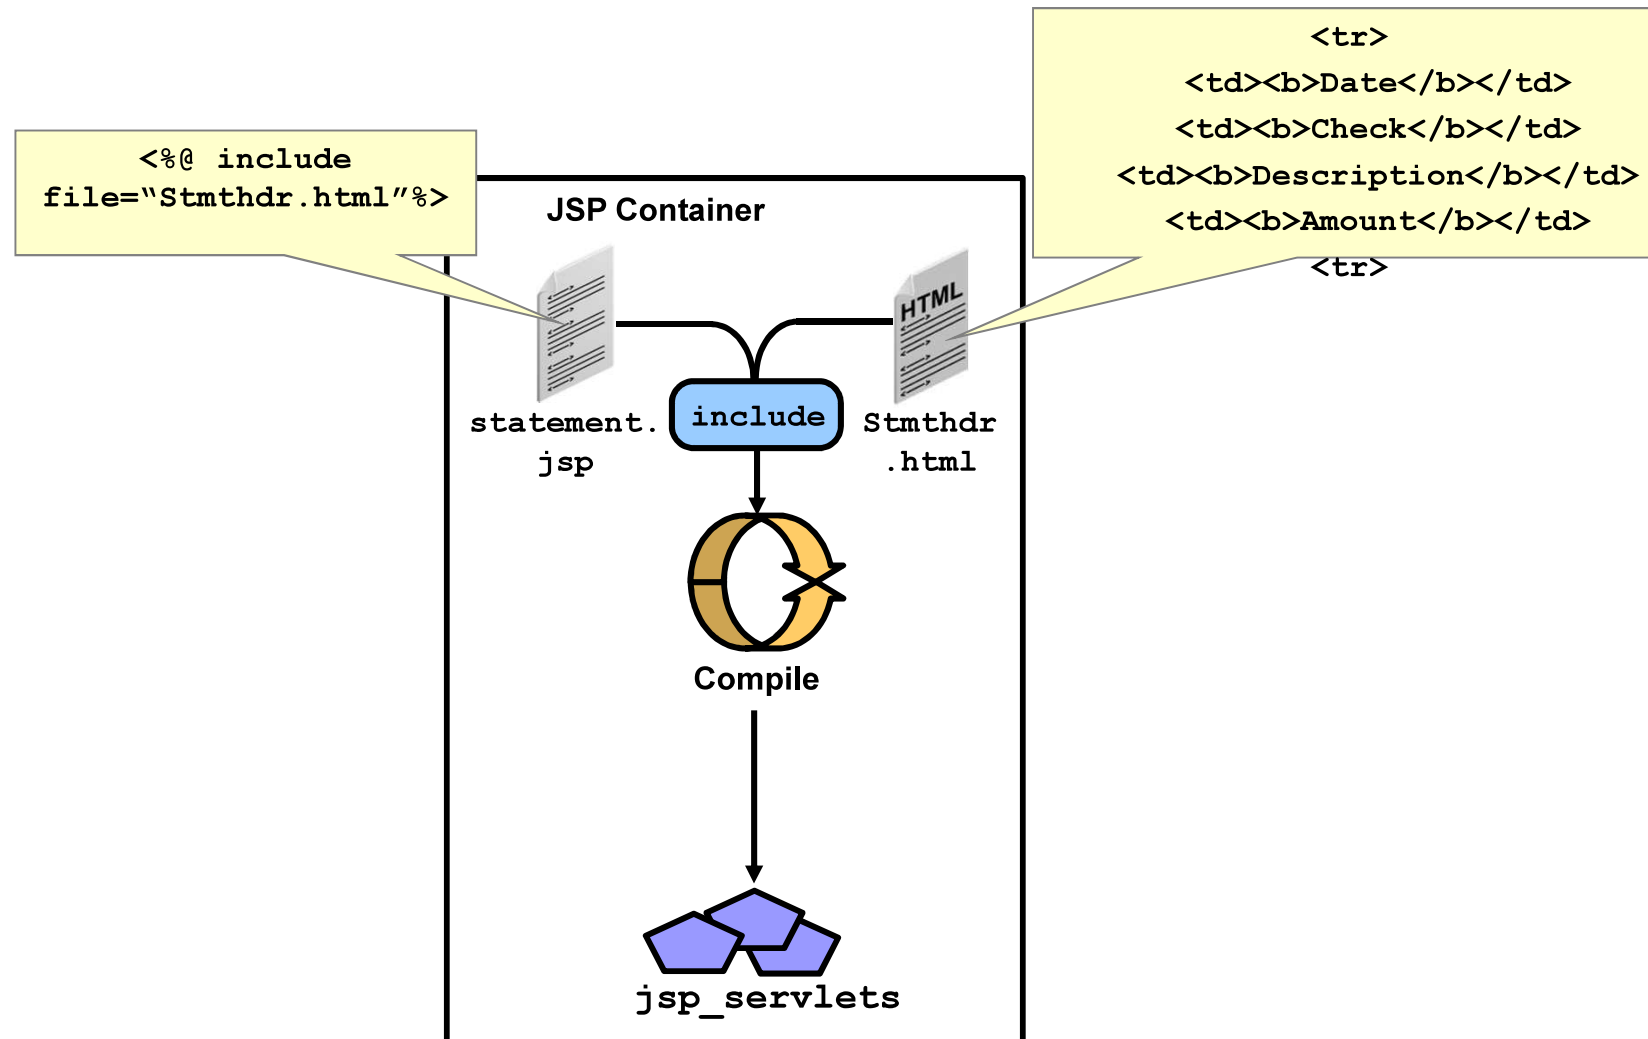 <%@ include
file=“Stmthdr.html”%>
<tr>
<td><b>Date</b></td>
<td><b>Check</b></td>
<td><b>Description</b></td>
<td><b>Amount</b></td>
<tr>
JSP Container
HTML
statement.
jsp
include
Stmthdr
.html
Compile
jsp_servlets